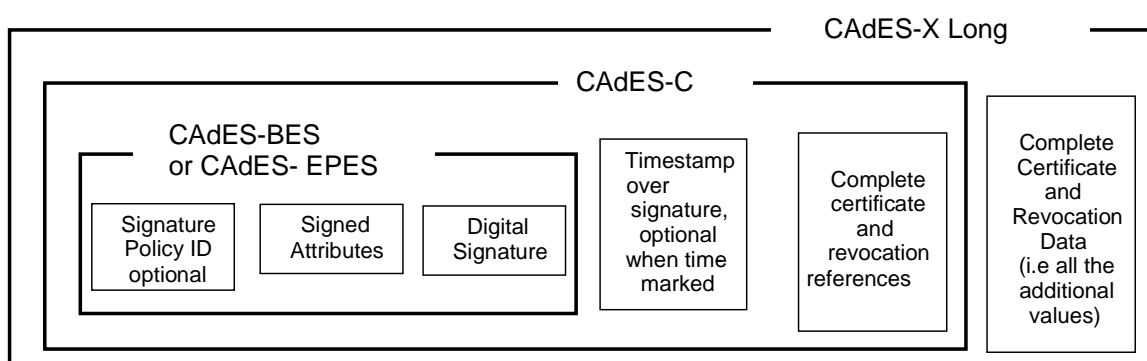 CAdES-X Long
CAdES-C
CAdES-BES
or CAdES- EPES
Signature
Policy ID
optional
Signed
Attributes
Digital
Signature
Timestamp
over
signature,
optional
when time
marked
Complete
certificate
and
revocation
references
Complete
Certificate
and
Revocation
Data
(i.e all the
additional
values)